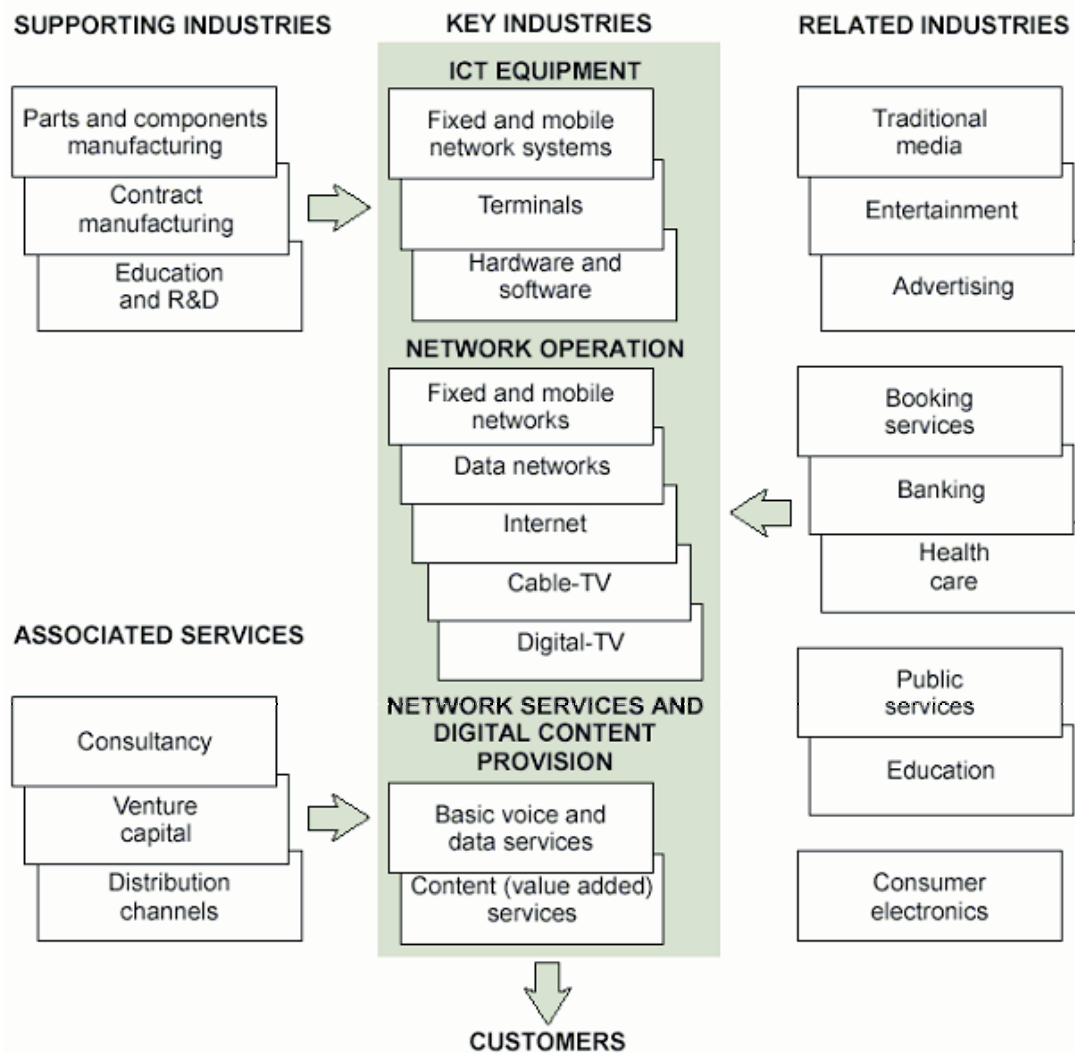 SUPPORTING INDUSTRIES
Parts and components
manufacturing
Contract
manufacturing
Education
and R&D
ASSOCIATED SERVICES
Consultancy
Venture
capital
Distribution
channels
KEY INDUSTRIES
ICT EQUIPMENT
Fixed and mobile
network systems
Terminals
Hardware and
software
NETWORK OPERATION
Fixed and mobile
networks
Data networks
Internet
Cable-TV
Digital-TV
NETWORK SERVICES AND
DIGITAL CONTENT
PROVISION
Basic voice and
data services
Content (value added)
services
CUSTOMERS
RELATED INDUSTRIES
Traditional
media
Entertainment
Advertising
Booking
services
Banking
Health
care
Public
services
Education
Consumer
electronics